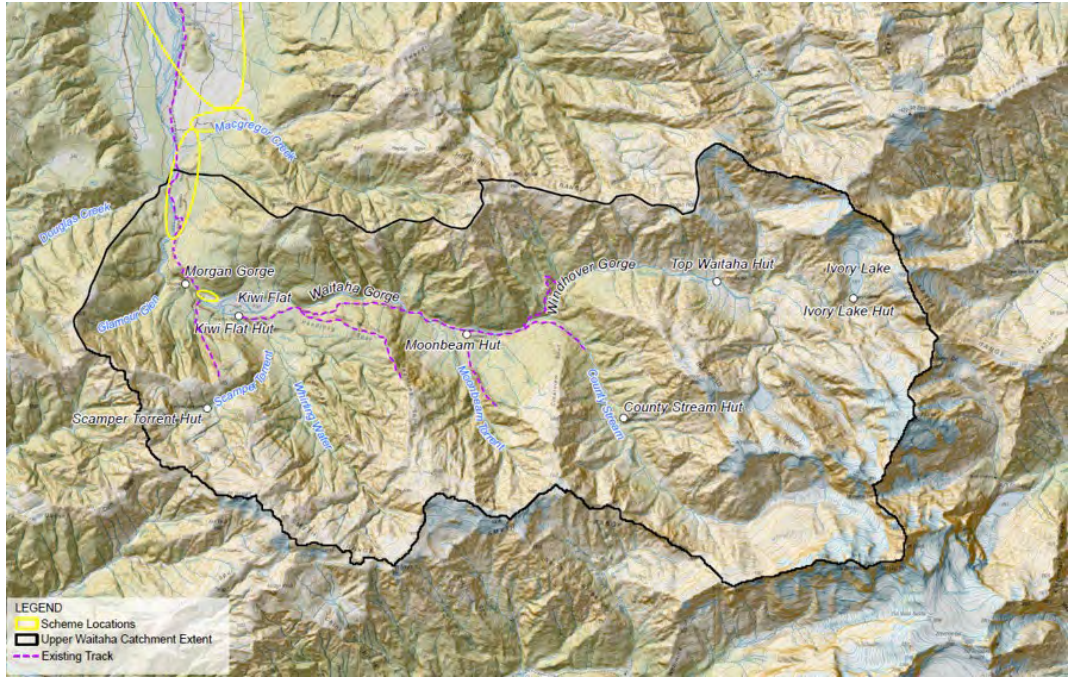 Macgregor Creek
Douglas Creek
Morgan Gorge
Glamour Glen
Kiwi Flat
Waitaha Gorge
Kiwi Flat Hut
Windhover Gorge
Top Waitaha Hut
Ivory Lake
Ivory Lake Hut
Moonbeam Hut
Scamper Torrent
Scamper Torrent Hut
Whirling Water
Moonbeam Torrent
County Stream
County Stream Hut
LEGEND
Scheme Locations
Upper Waitaha Catchment Extent
Existing Track